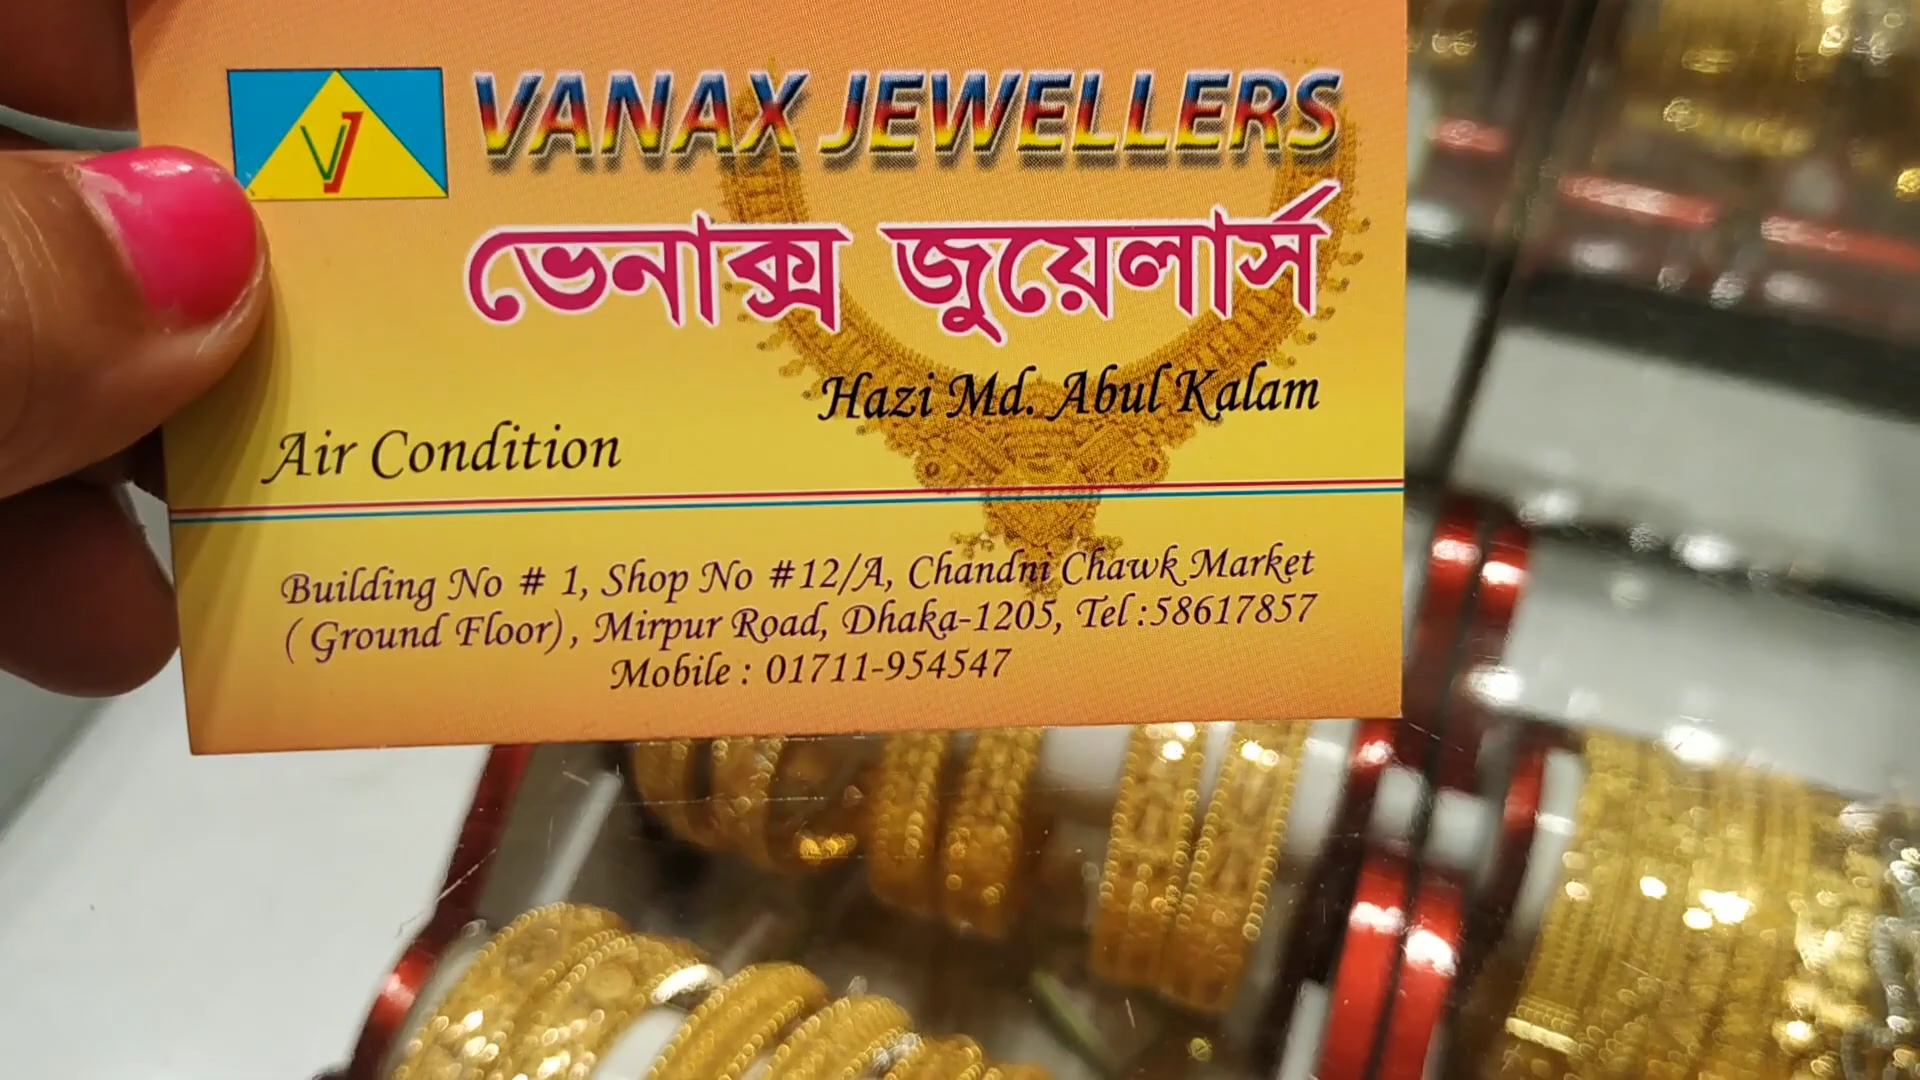 VJ
VANAX JEWELLERS
ভেনাক্স জুয়েলার্স
Hazi Md. Abul Kalam
Air Condition
Building No # 1, Shop No #12/A, Chandni Chawk Market
( Ground Floor) , Mirpur Road, Dhaka-1205, Tel :58617857
Mobile : 01711-954547